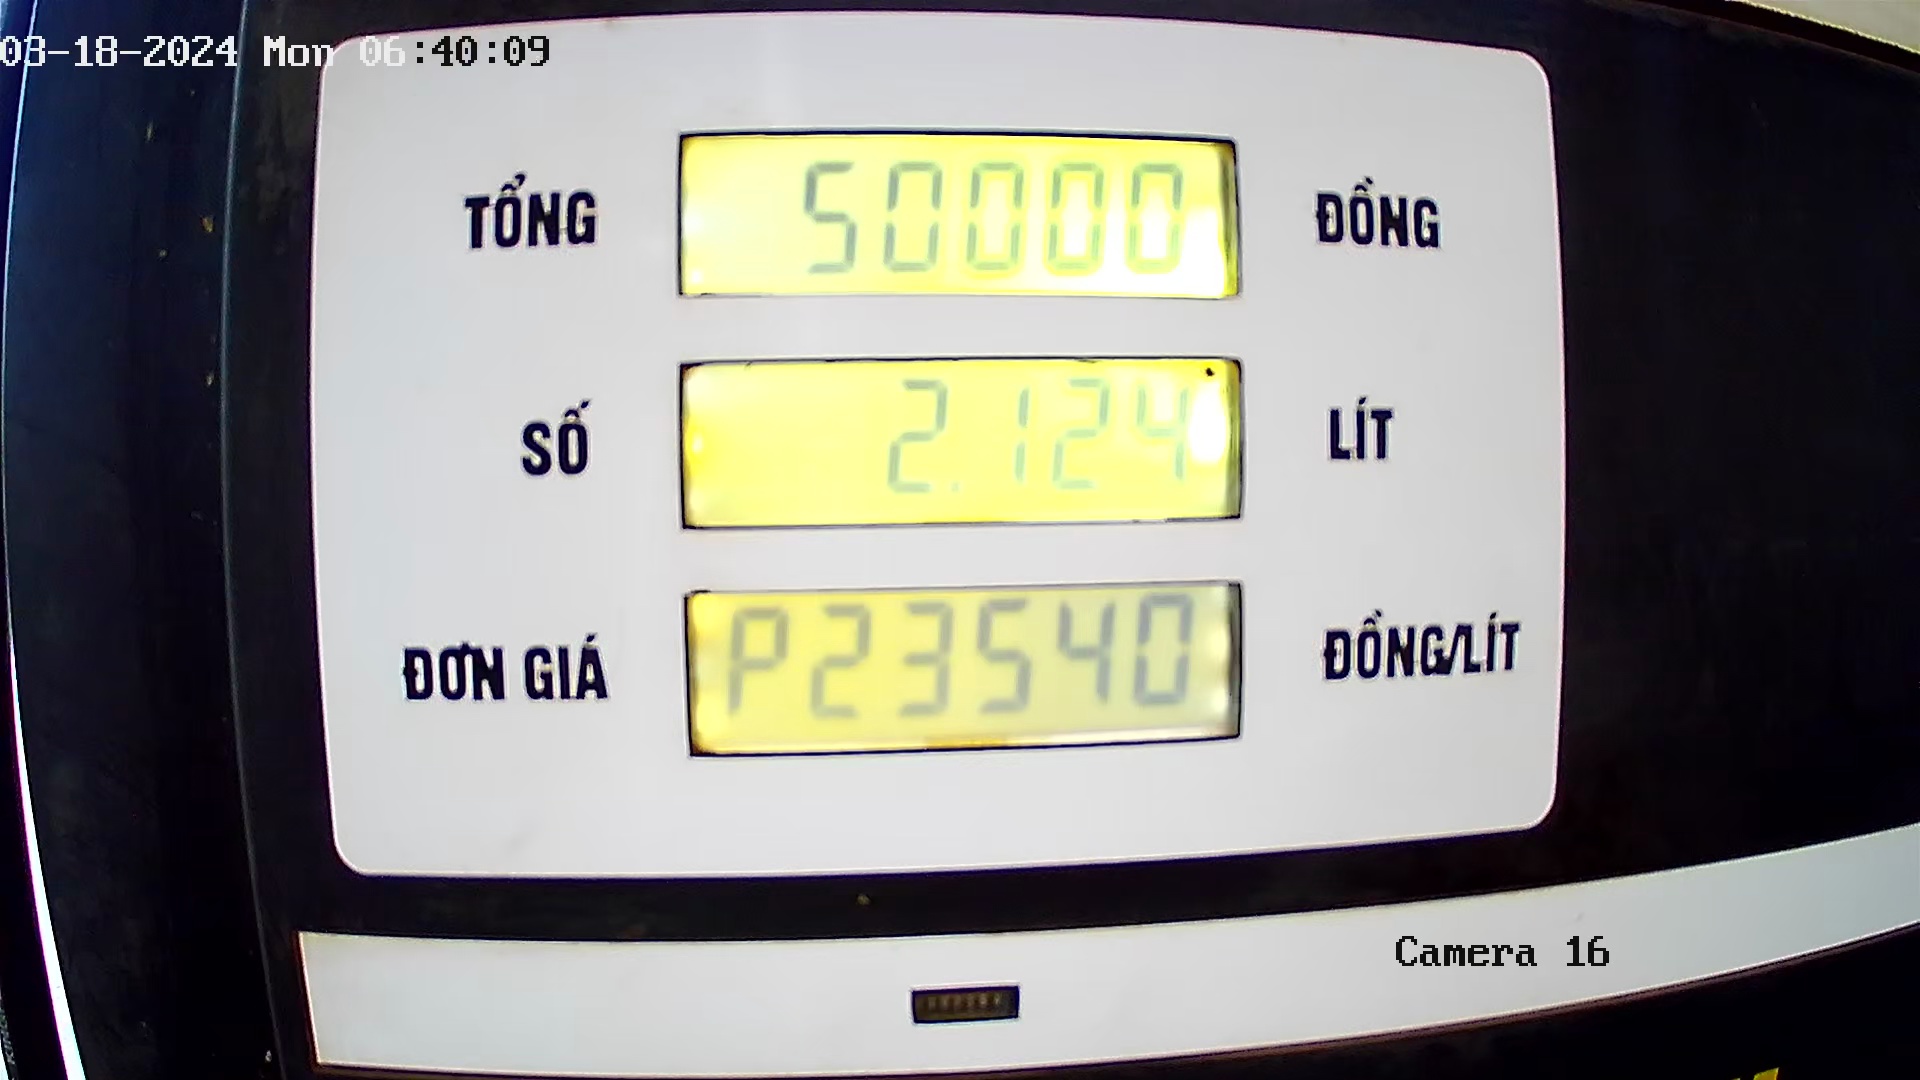 03-18-2024 Mon 06:40:09
TỔNG 50000 ĐỒNG
SỐ 2.124 LÍT
ĐƠN GIÁ P23540 ĐỒNG/LÍT
Camera 16